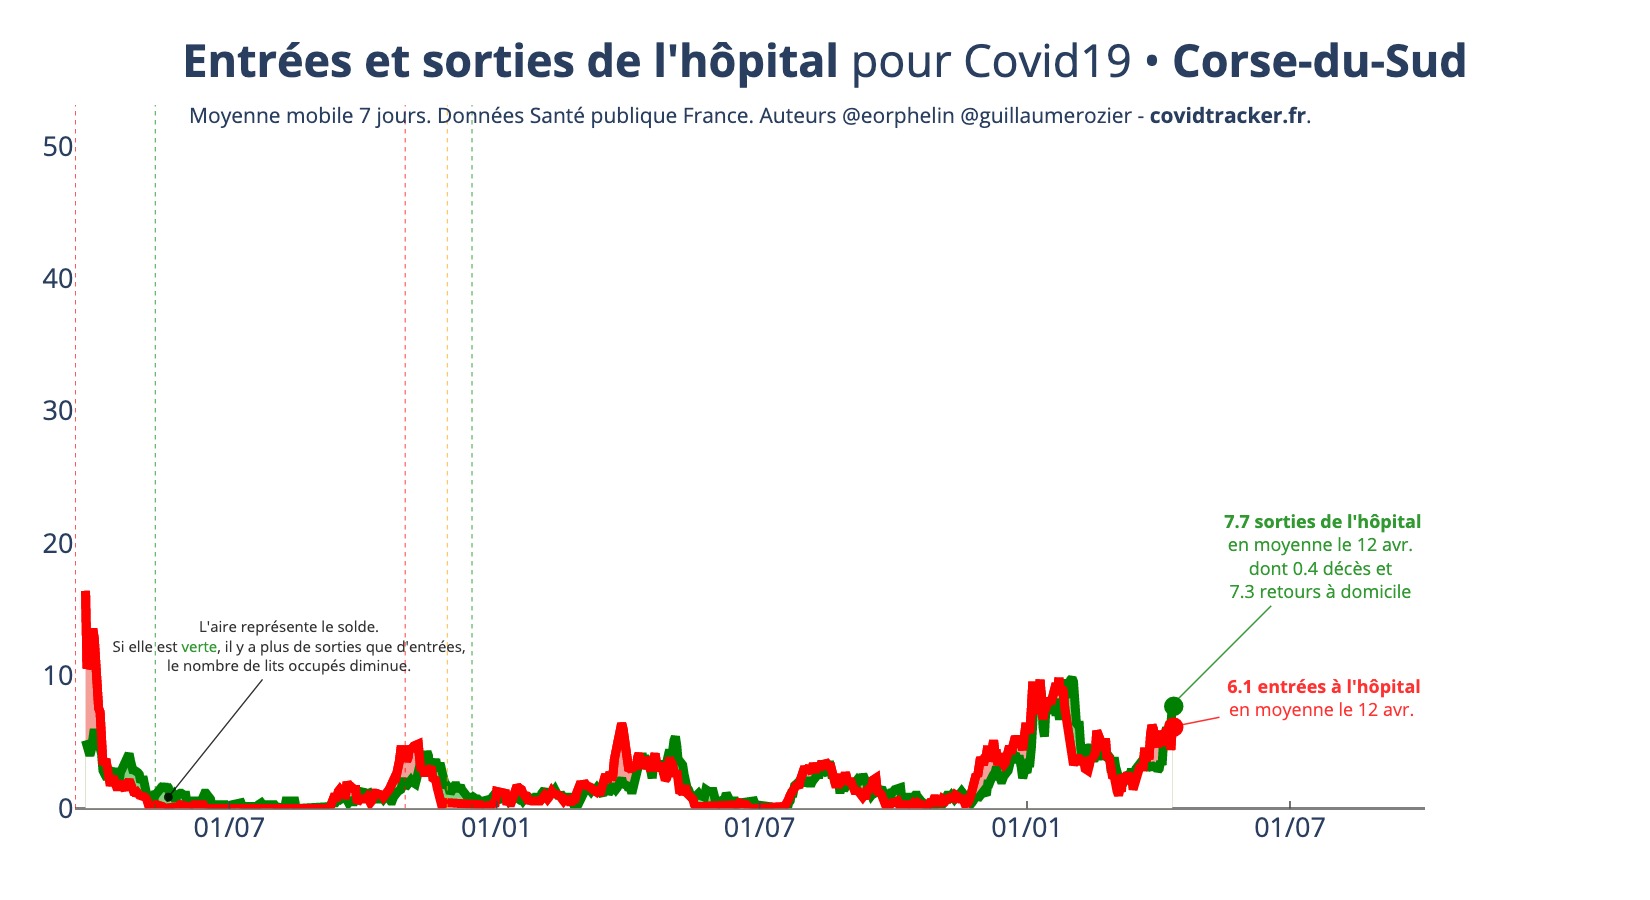 Entrées et sorties de l'hôpital pour Covid19 • Corse-du-Sud
Moyenne mobile 7 jours. Données Santé publique France. Auteurs @eorphelin @guillaumerozier - covidtracker.fr.
50
40
30
20
10
0
7.7 sorties de l'hôpital
en moyenne le 12 avr.
dont 0.4 décès et
7.3 retours à domicile
L'aire représente le solde.
Si elle est verte, il y a plus de sorties que d'entrées,
le nombre de lits occupés diminue.
6.1 entrées à l'hôpital
en moyenne le 12 avr.
01/07
01/01
01/07
01/01
01/07